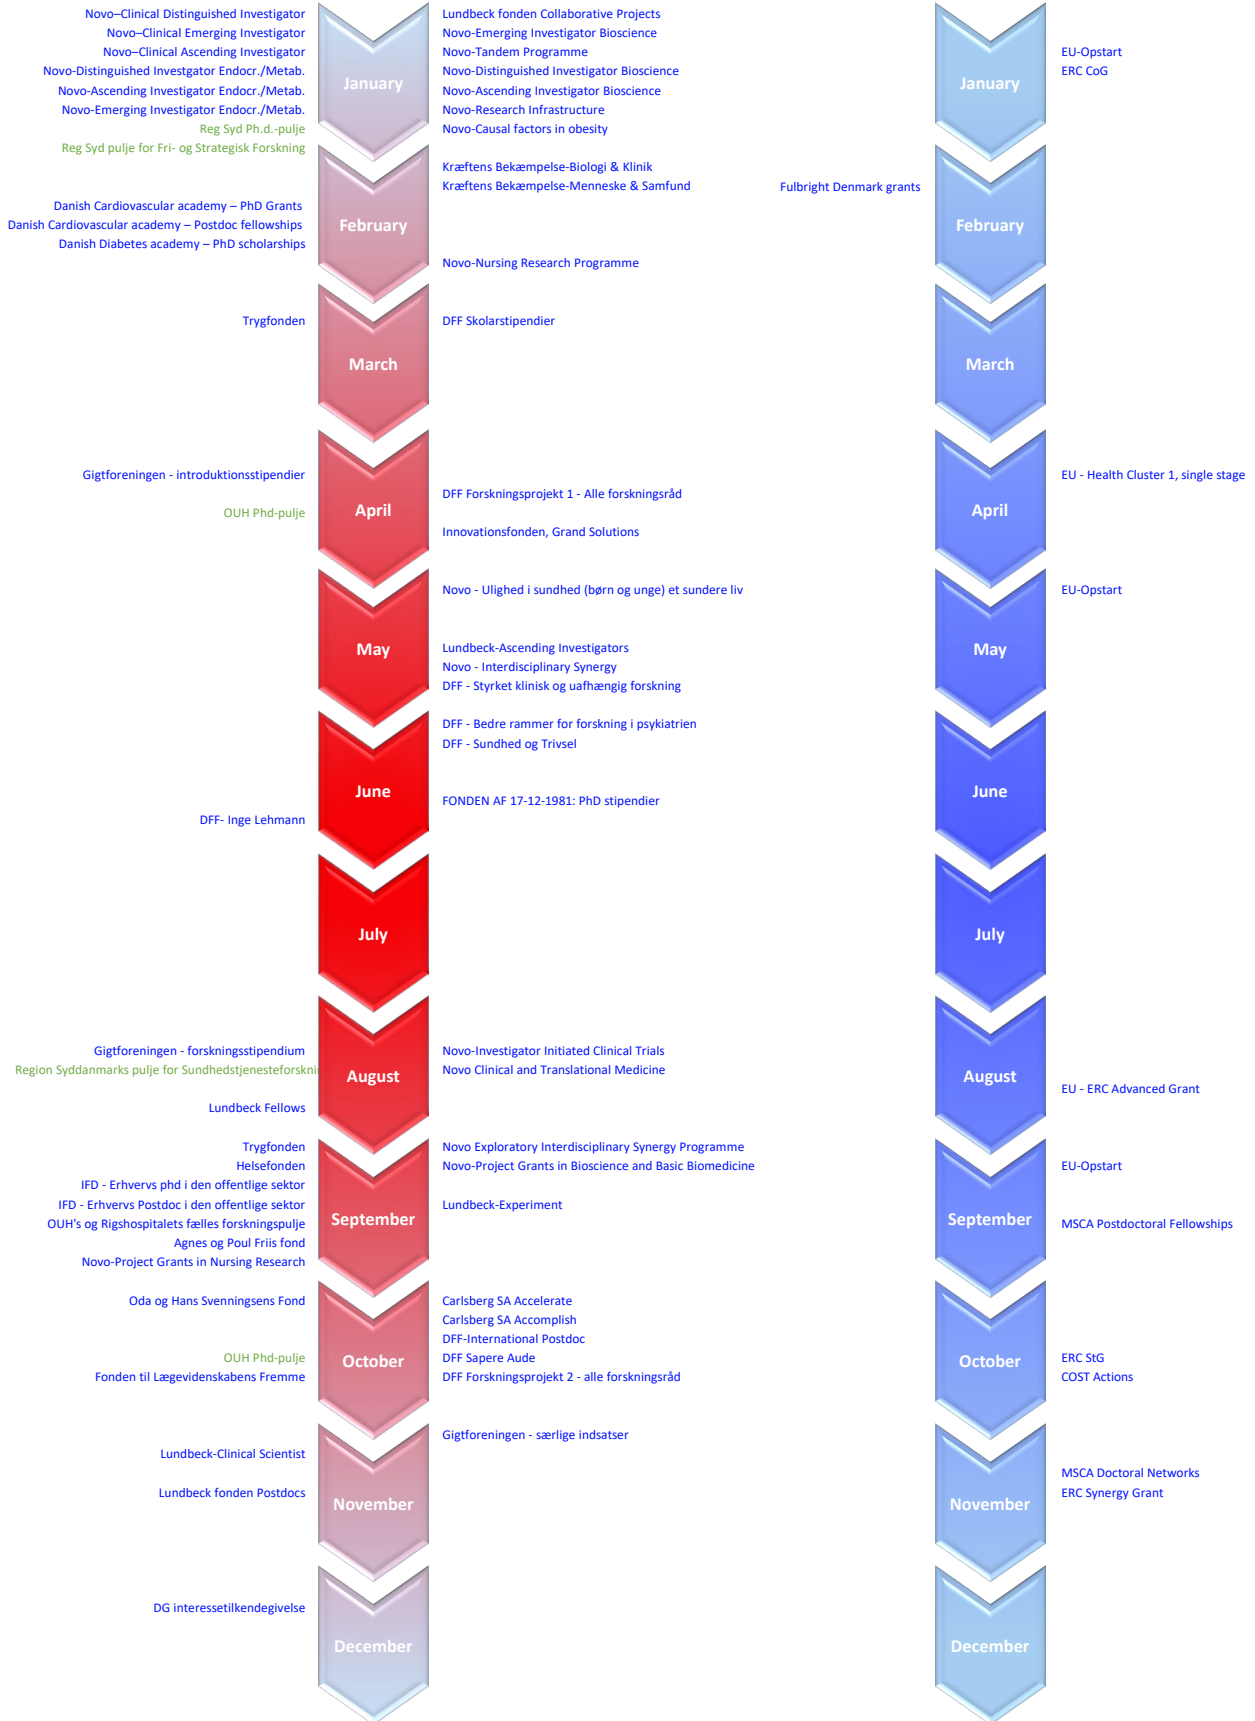 Novo–Clinical Distinguished Investigator
Novo–Clinical Emerging Investigator
Novo–Clinical Ascending Investigator
Novo-Distinguished Investgator Endocr./Metab.
Novo-Ascending Investigator Endocr./Metab.
Novo-Emerging Investigator Endocr./Metab.
Reg Syd Ph.d.-pulje
Reg Syd pulje for Fri- og Strategisk Forskning
January
Lundbeck fonden Collaborative Projects
Novo-Emerging Investigator Bioscience
Novo-Tandem Programme
Novo-Distinguished Investigator Bioscience
Novo-Ascending Investigator Bioscience
Novo-Research Infrastructure
Novo-Causal factors in obesity
Danish Cardiovascular academy – PhD Grants
Danish Cardiovascular academy – Postdoc fellowships
Danish Diabetes academy – PhD scholarships
February
Kræftens Bekæmpelse-Biologi & Klinik
Kræftens Bekæmpelse-Menneske & Samfund
Novo-Nursing Research Programme
Trygfonden
March
DFF Skolarstipendier
Gigtforeningen - introduktionsstipendier
OUH Phd-pulje
April
DFF Forskningsprojekt 1 - Alle forskningsråd
Innovationsfonden, Grand Solutions
May
Novo - Ulighed i sundhed (børn og unge) et sundere liv
Lundbeck-Ascending Investigators
Novo - Interdisciplinary Synergy
DFF - Styrket klinisk og uafhængig forskning
DFF- Inge Lehmann
June
DFF - Bedre rammer for forskning i psykiatrien
DFF - Sundhed og Trivsel
FONDEN AF 17-12-1981: PhD stipendier
July
Gigtforeningen - forskningsstipendium
Region Syddanmarks pulje for Sundhedstjenesteforskni
Lundbeck Fellows
August
Novo-Investigator Initiated Clinical Trials
Novo Clinical and Translational Medicine
Trygfonden
Helsefonden
IFD - Erhvervs phd i den offentlige sektor
IFD - Erhvervs Postdoc i den offentlige sektor
OUH's og Rigshospitalets fælles forskningspulje
Agnes og Poul Friis fond
Novo-Project Grants in Nursing Research
September
Novo Exploratory Interdisciplinary Synergy Programme
Novo-Project Grants in Bioscience and Basic Biomedicine
Lundbeck-Experiment
Oda og Hans Svenningsens Fond
OUH Phd-pulje
Fonden til Lægevidenskabens Fremme
October
Carlsberg SA Accelerate
Carlsberg SA Accomplish
DFF-International Postdoc
DFF Sapere Aude
DFF Forskningsprojekt 2 - alle forskningsråd
Lundbeck-Clinical Scientist
Lundbeck fonden Postdocs
November
Gigtforeningen - særlige indsatser
DG interessetilkendegivelse
December
January
EU-Opstart
ERC CoG
Fulbright Denmark grants
February
March
April
EU - Health Cluster 1, single stage
May
EU-Opstart
June
July
August
EU - ERC Advanced Grant
September
EU-Opstart
MSCA Postdoctoral Fellowships
October
ERC StG
COST Actions
November
MSCA Doctoral Networks
ERC Synergy Grant
December